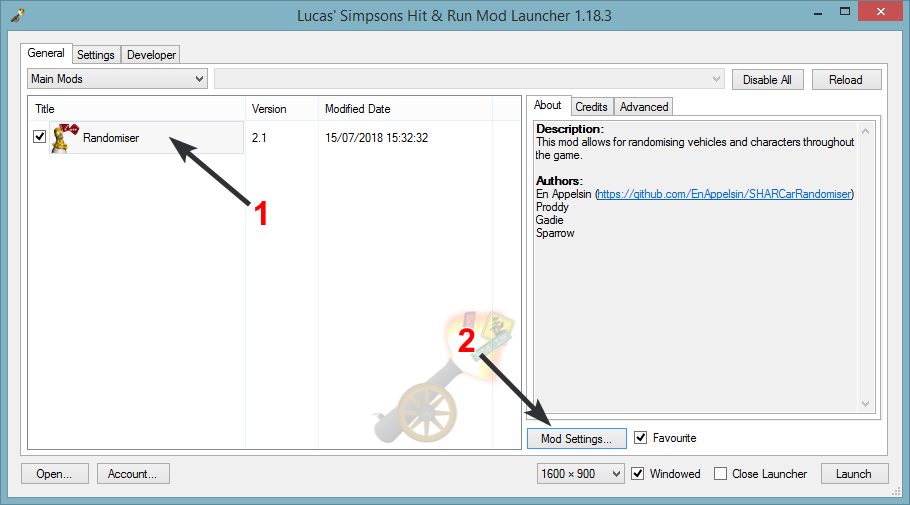 Lucas' Simpsons Hit & Run Mod Launcher 1.18.3
General Settings Developer
Main Mods
Disable All Reload
Title Version Modified Date
Randomiser 2.1 15/07/2018 15:32:32
1
About Credits Advanced
Description:
This mod allows for randomising vehicles and characters throughout
the game.
Authors:
En Appelsin (https://github.com/EnAppelsin/SHARCarRandomiser)
Proddy
Gadie
Sparrow
2
Mod Settings... Favourite
Open... Account... 1600 × 900 Windowed Close Launcher Launch